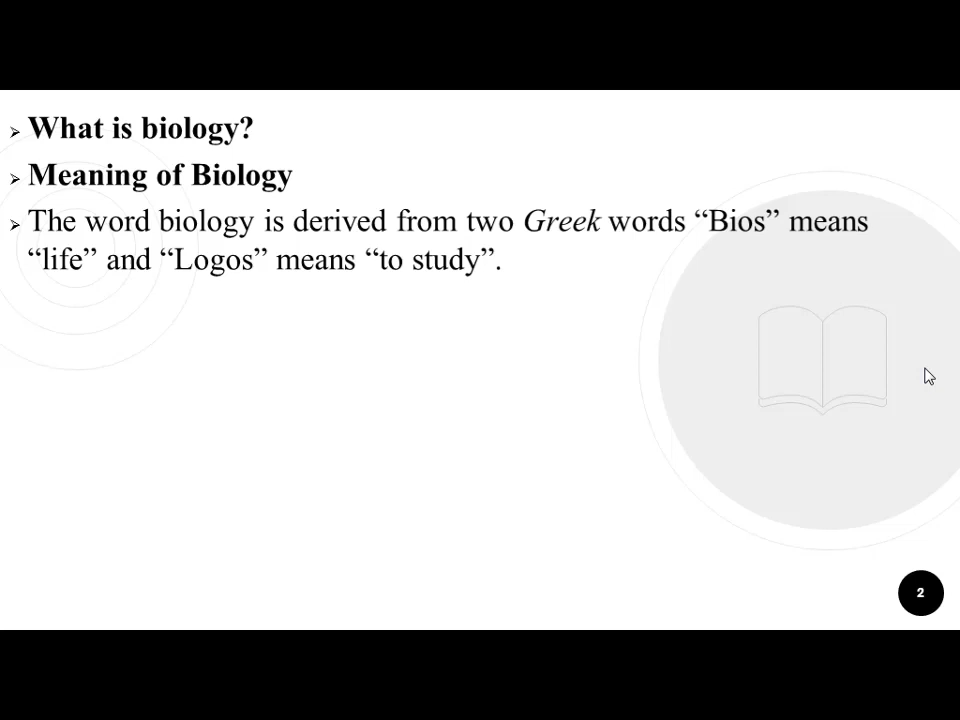 What is biology?
Meaning of Biology
The word biology is derived from two Greek words “Bios” means
“life” and “Logos” means “to study”.
2